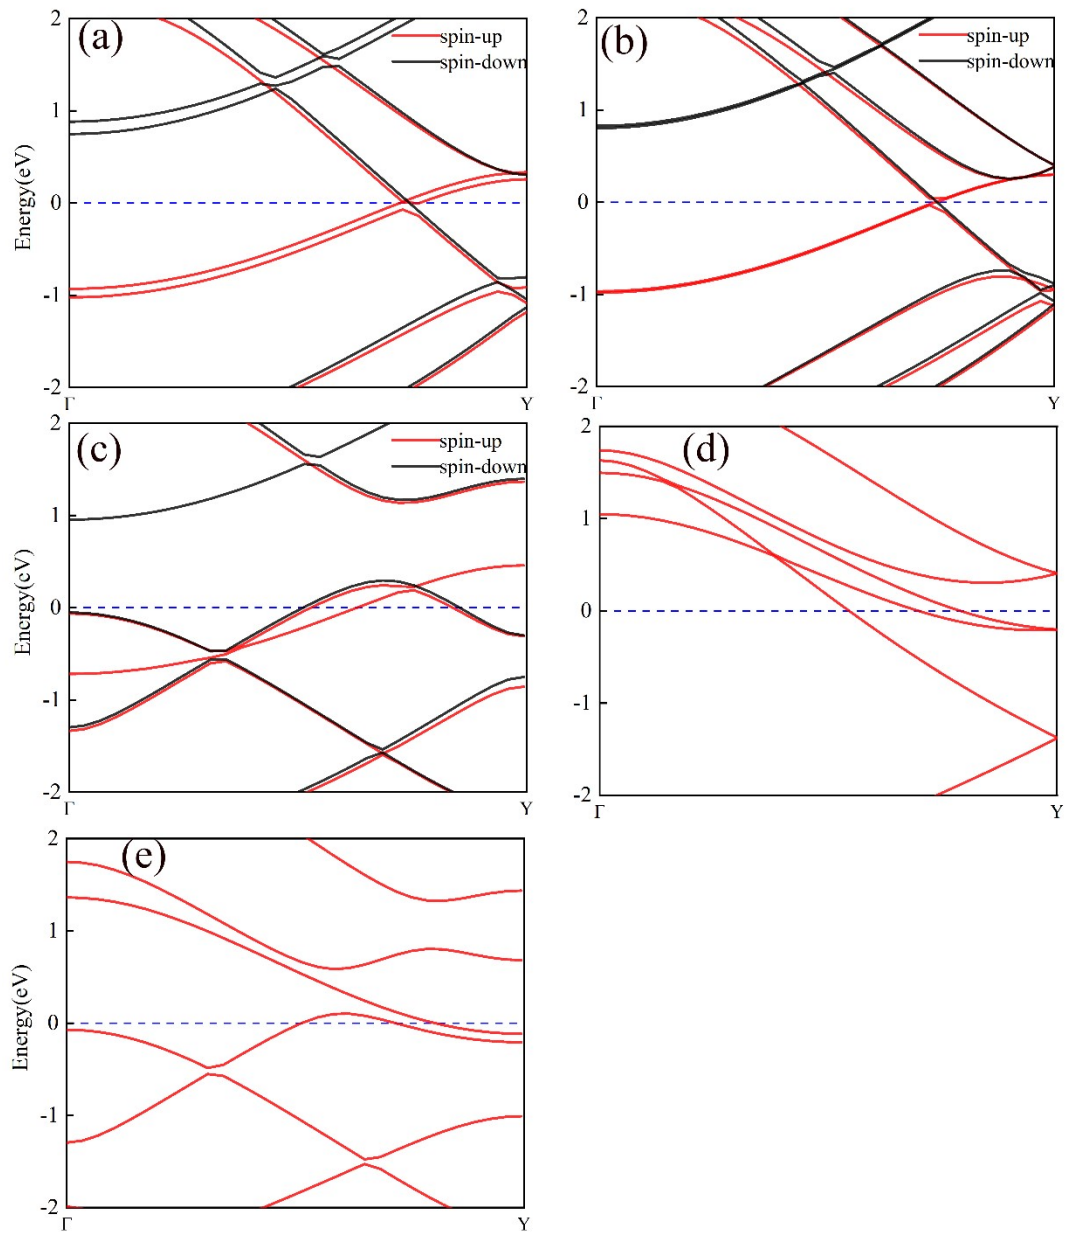 (a)
spin-up
spin-down
2
1
0
-1
-2
Energy(eV)
Γ
Y
(b)
spin-up
spin-down
2
1
0
-1
-2
Γ
Y
(c)
spin-up
spin-down
2
1
0
-1
-2
Energy(eV)
Γ
Y
(d)
2
1
0
-1
-2
Γ
Y
(e)
2
1
0
-1
-2
Energy(eV)
Γ
Y